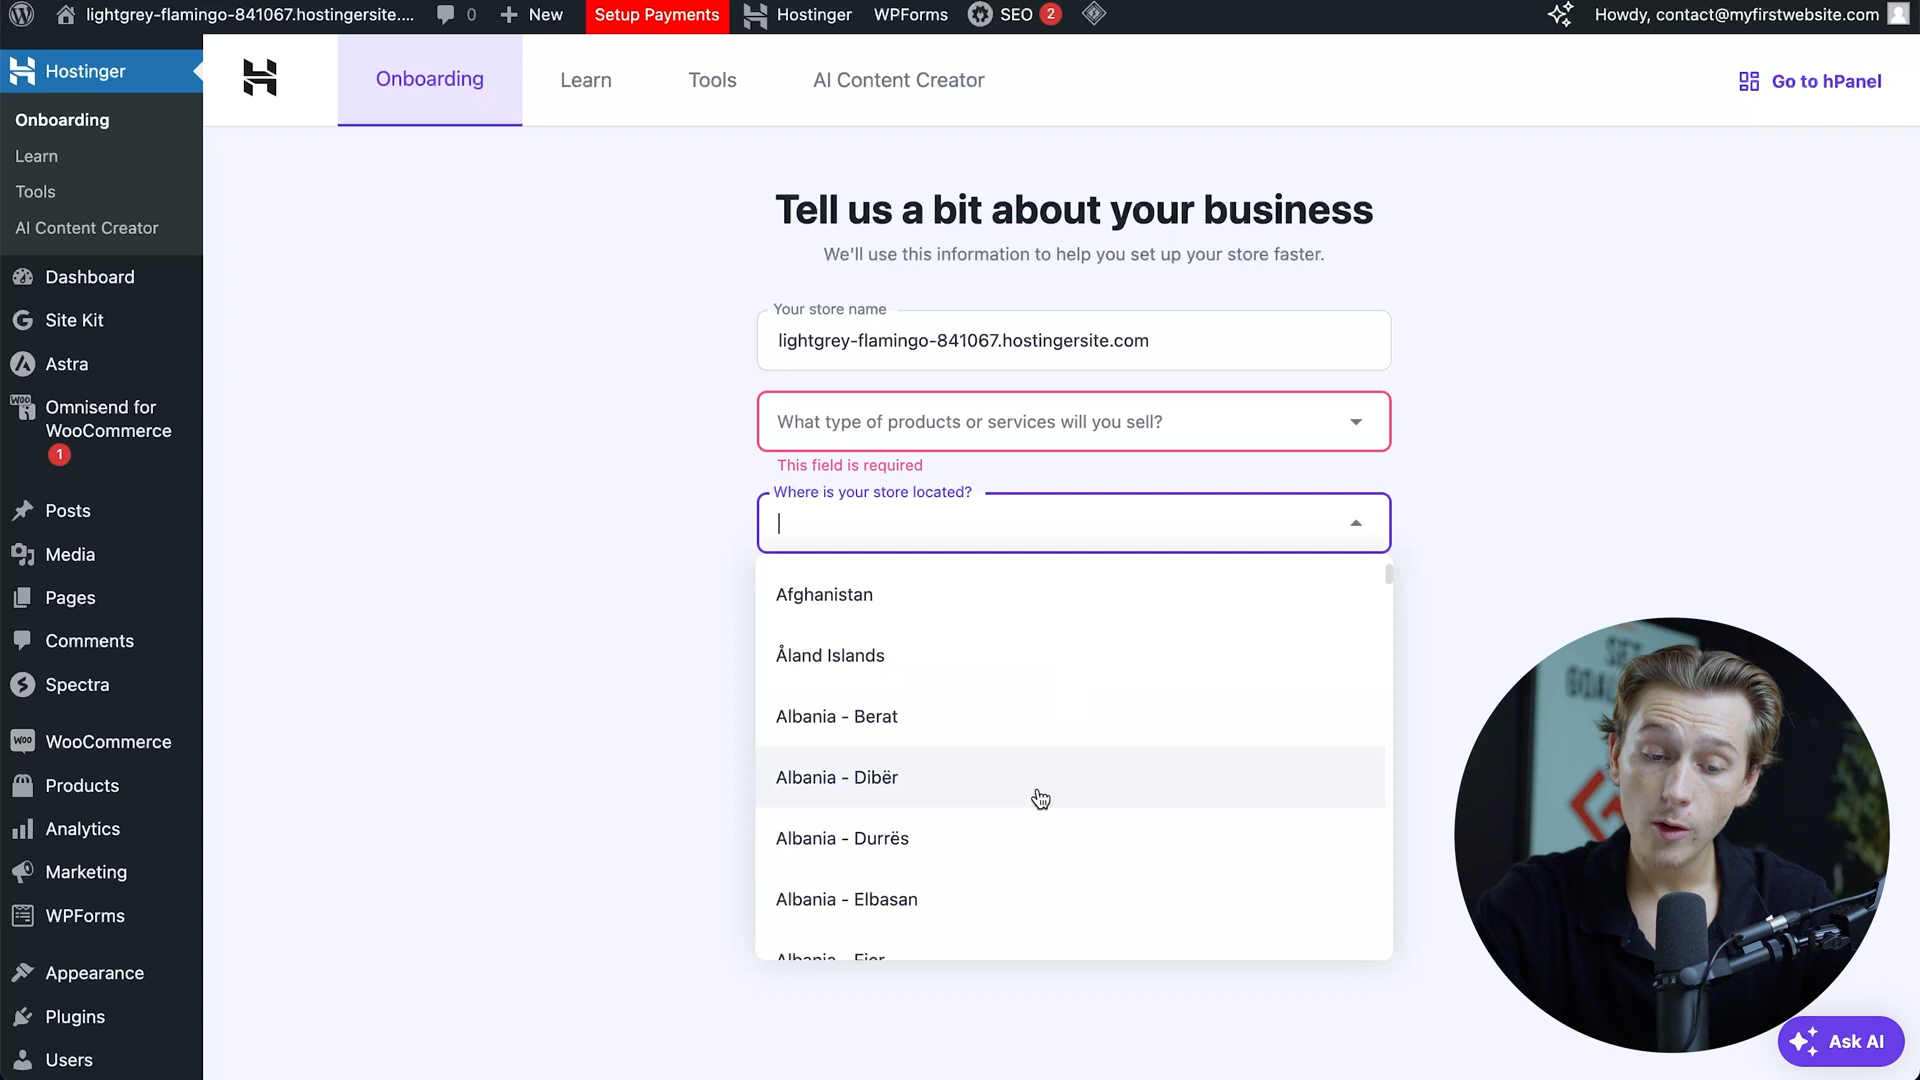 lightgrey-flamingo-841067.hostingersite....
0
New
Setup Payments
Hostinger
WPForms
SEO
2
Howdy, contact@myfirstwebsite.com
Hostinger
Onboarding
Learn
Tools
AI Content Creator
Go to hPanel
Onboarding
Learn
Tools
AI Content Creator
Dashboard
Site Kit
Astra
Omnisend for
WooCommerce
1
Posts
Media
Pages
Comments
Spectra
WooCommerce
Products
Analytics
Marketing
WPForms
Appearance
Plugins
Users
Tell us a bit about your business
We'll use this information to help you set up your store faster.
Your store name
lightgrey-flamingo-841067.hostingersite.com
What type of products or services will you sell?
This field is required
Where is your store located?
Afghanistan
Åland Islands
Albania - Berat
Albania - Dibër
Albania - Durrës
Albania - Elbasan
Albania - Fier
Ask AI